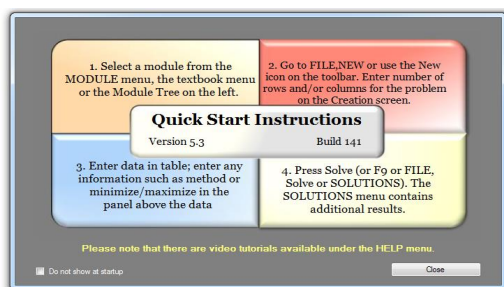 1. Select a module from the
MODULE menu, the textbook menu
or the Module Tree on the left.
2. Go to FILE,NEW or use the New
icon on the toolbar. Enter number of
rows and/or columns for the problem
on the Creation screen.
Quick Start Instructions
Version 5.3 Build 141
3. Enter data in table; enter any
information such as method or
minimize/maximize in the
panel above the data
4. Press Solve (or F9 or FILE,
Solve or SOLUTIONS). The
SOLUTIONS menu contains
additional results.
Please note that there are video tutorials available under the HELP menu.
Do not show at startup
Close